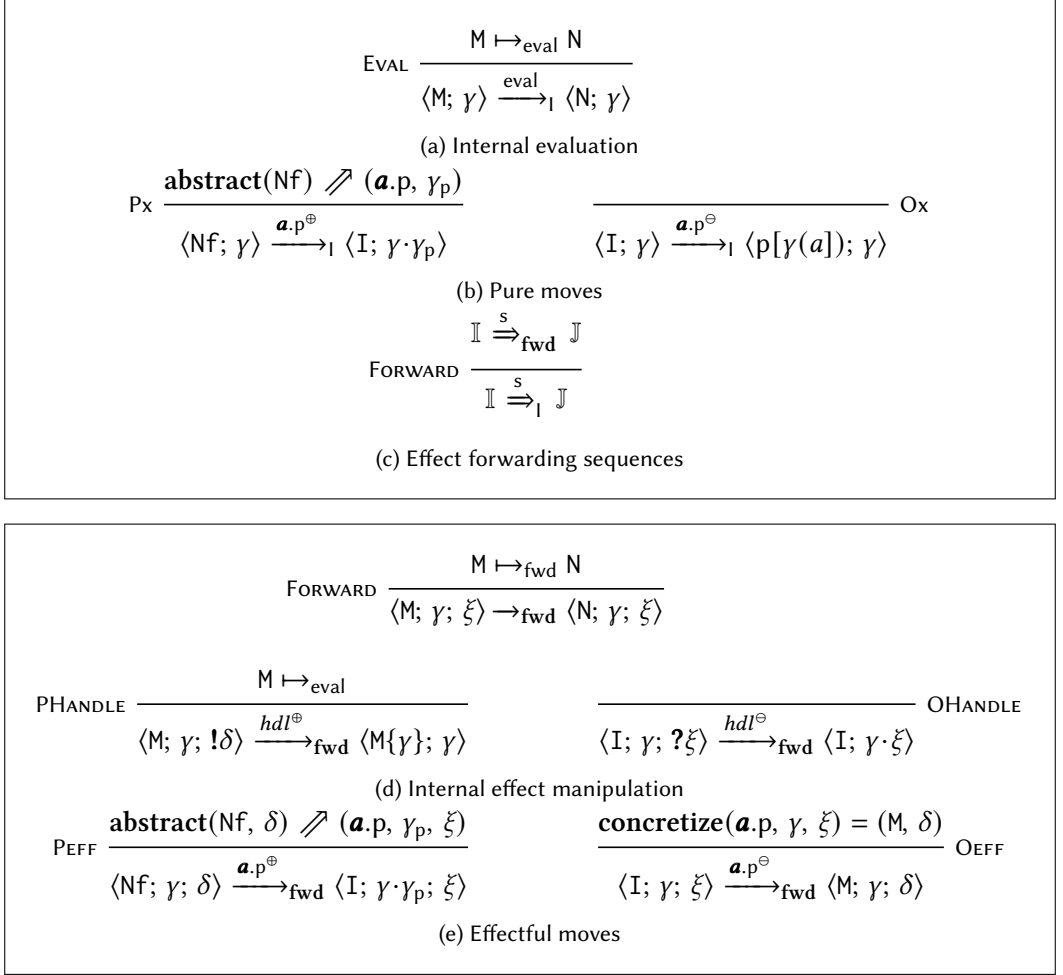 M ↦eval N
EVAL ⟨M; γ⟩ —eval→I ⟨N; γ⟩
(a) Internal evaluation
abstract(Nf) ⇗ (a.p, γp)
PX ⟨Nf; γ⟩ —a.p⊕→I ⟨I; γ·γp⟩
⟨I; γ⟩ —a.p⊖→I ⟨p[γ(a]); γ⟩ OX
(b) Pure moves
𝕀 =s⇒fwd 𝕁
FORWARD 𝕀 =s⇒I 𝕁
(c) Effect forwarding sequences
M ↦fwd N
FORWARD ⟨M; γ; ξ⟩ →fwd ⟨N; γ; ξ⟩
M ↦eval
PHANDLE ⟨M; γ; !δ⟩ —hdl⊕→fwd ⟨M{γ}; γ⟩
⟨I; γ; ?ξ⟩ —hdl⊖→fwd ⟨I; γ·ξ⟩ OHANDLE
(d) Internal effect manipulation
abstract(Nf, δ) ⇗ (a.p, γp, ξ)
PEFF ⟨Nf; γ; δ⟩ —a.p⊕→fwd ⟨I; γ·γp; ξ⟩
concretize(a.p, γ, ξ) = (M, δ)
⟨I; γ; ξ⟩ —a.p⊖→fwd ⟨M; γ; δ⟩ OEFF
(e) Effectful moves